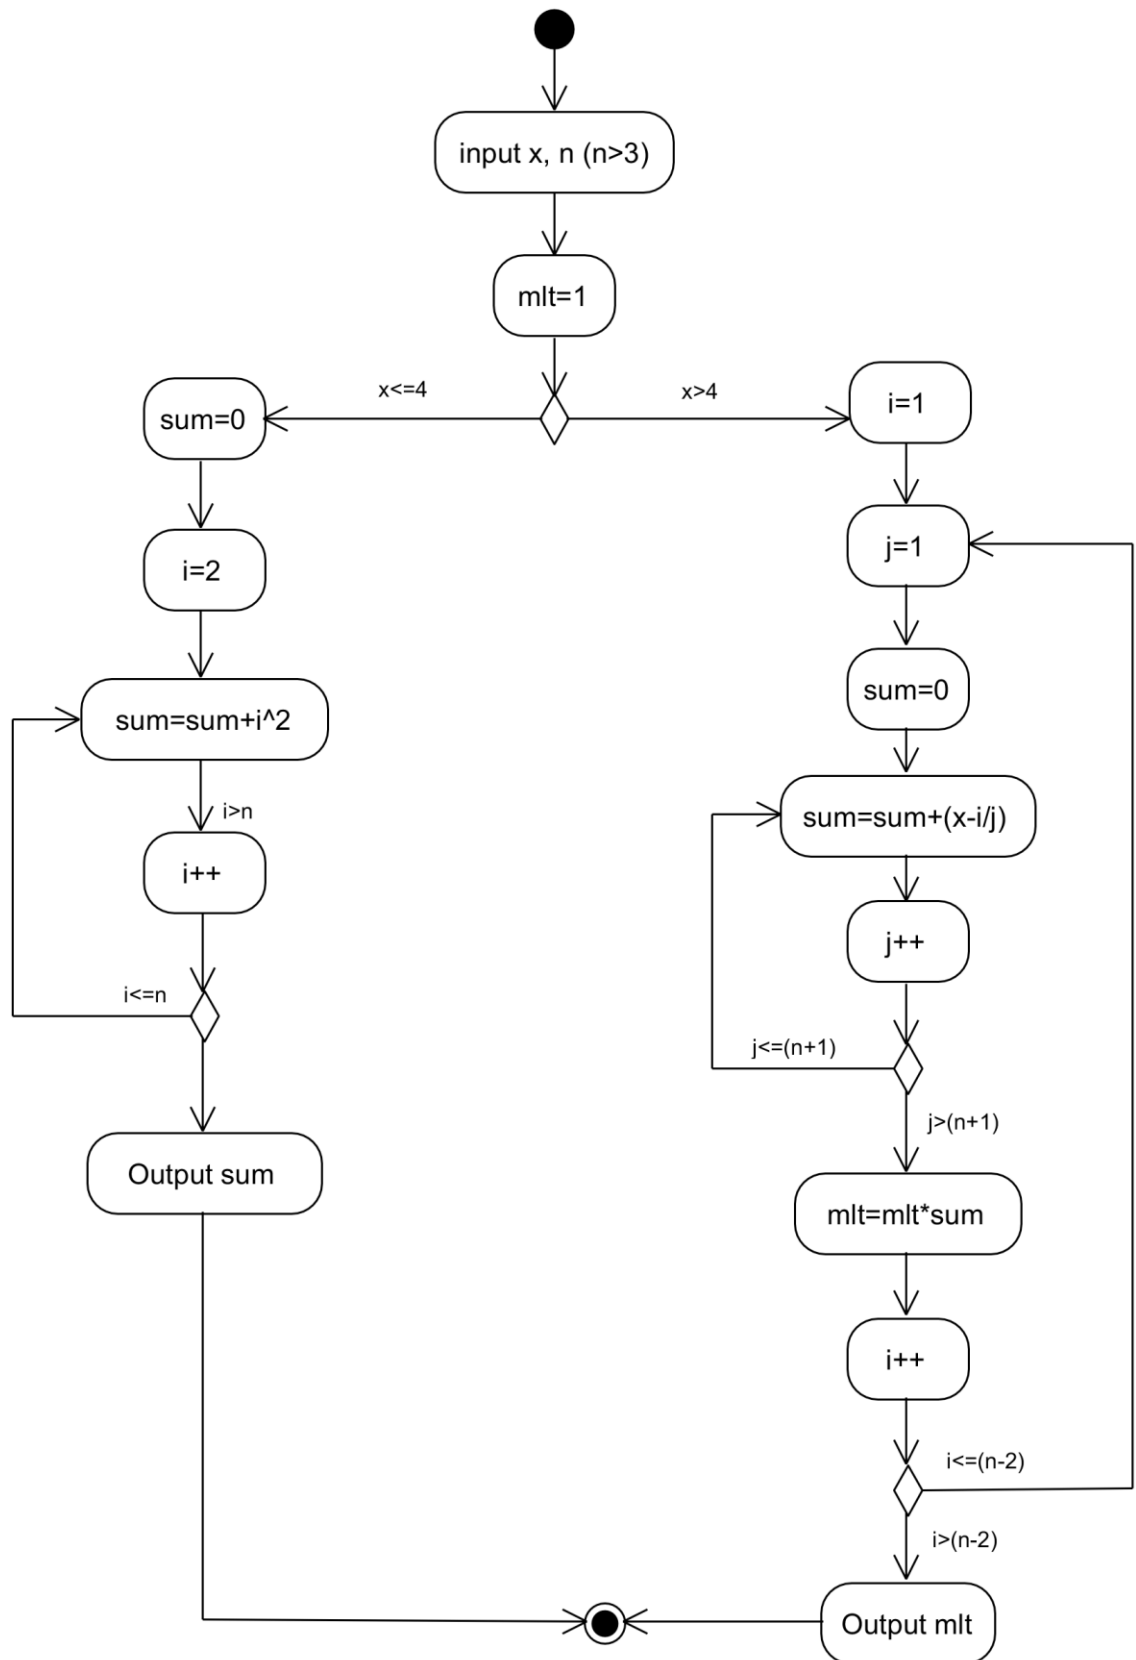 input x, n (n>3)
mlt=1
x<=4
x>4
sum=0
i=2
sum=sum+i^2
i>n
i++
i<=n
Output sum
i=1
j=1
sum=0
sum=sum+(x-i/j)
j++
j<=(n+1)
j>(n+1)
mlt=mlt*sum
i++
i<=(n-2)
i>(n-2)
Output mlt